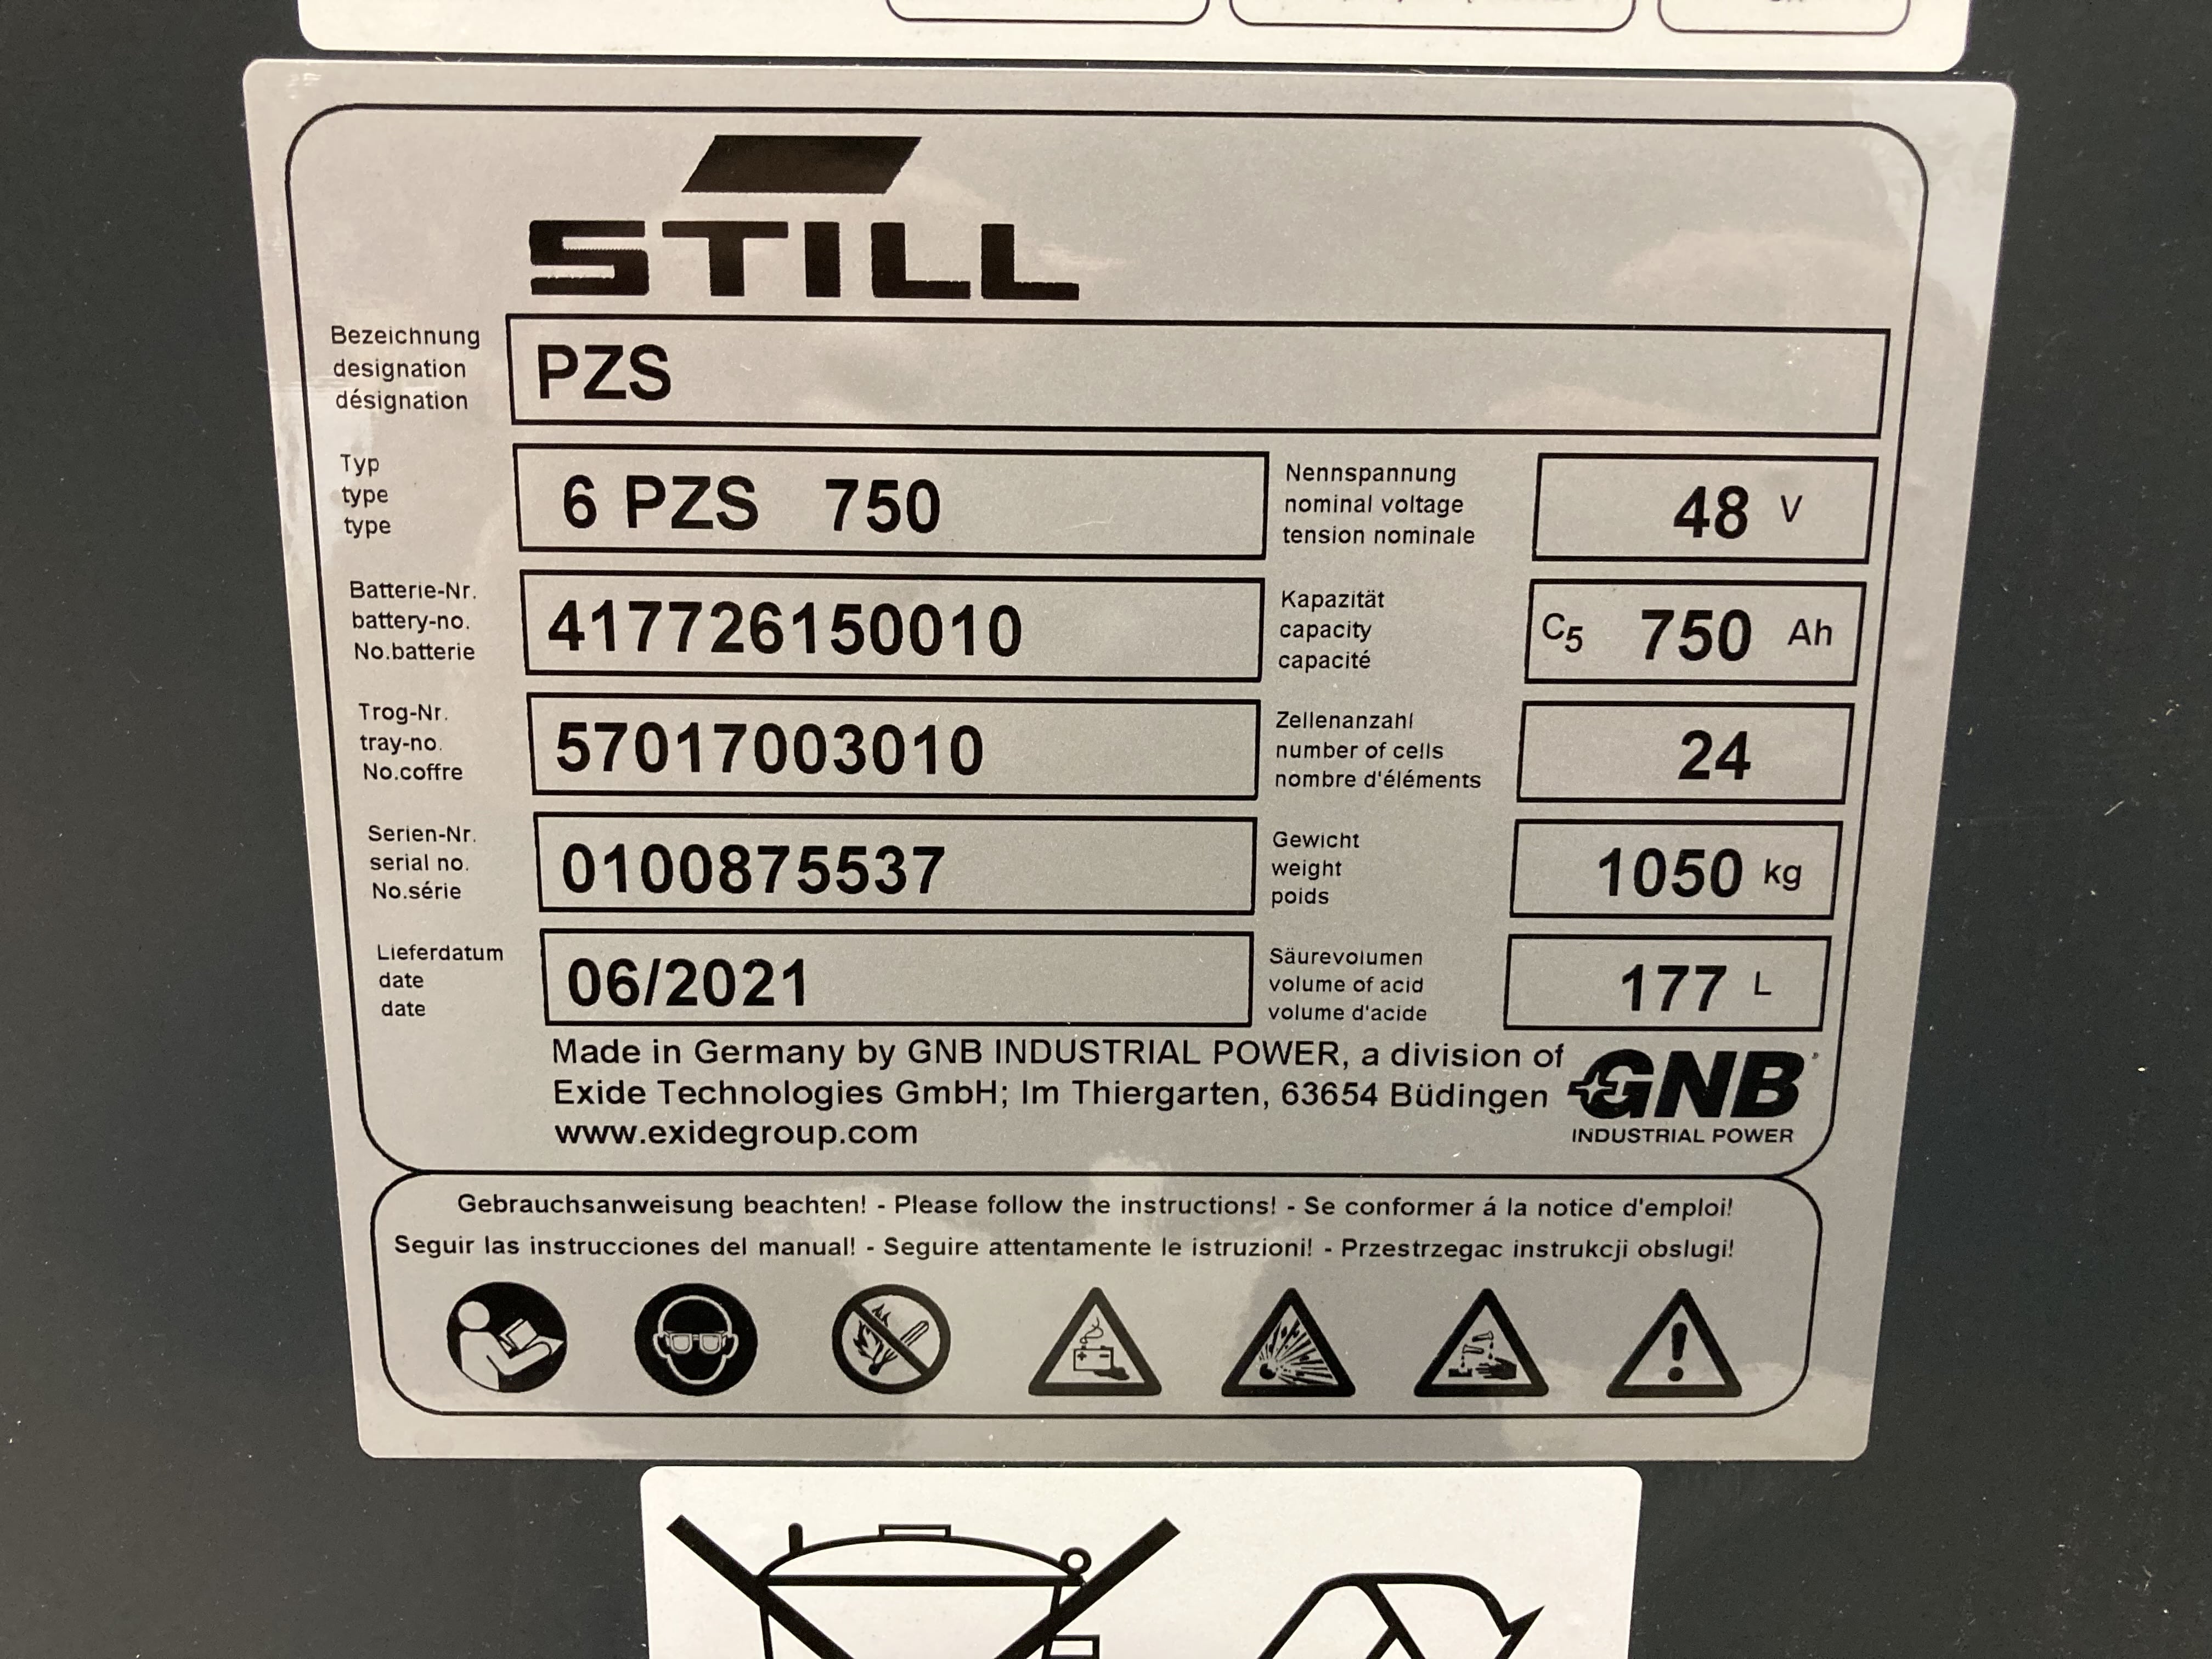 STILL
Bezeichnung
designation
désignation
PZS
Typ
type
type
6 PZS 750
Nennspannung
nominal voltage
tension nominale
48 V
Batterie-Nr.
battery-no.
No.batterie
417726150010
Kapazität
capacity
capacité
C5 750 Ah
Trog-Nr.
tray-no.
No.coffre
57017003010
Zellenanzahl
number of cells
nombre d'éléments
24
Serien-Nr.
serial no.
No.série
0100875537
Gewicht
weight
poids
1050 kg
Lieferdatum
date
date
06/2021
Säurevolumen
volume of acid
volume d'acide
177 L
Made in Germany by GNB INDUSTRIAL POWER, a division of
Exide Technologies GmbH; Im Thiergarten, 63654 Büdingen
www.exidegroup.com
GNB
INDUSTRIAL POWER
Gebrauchsanweisung beachten! - Please follow the instructions! - Se conformer á la notice d'emploi!
Seguir las instrucciones del manual! - Seguire attentamente le istruzioni! - Przestrzegac instrukcji obslugi!